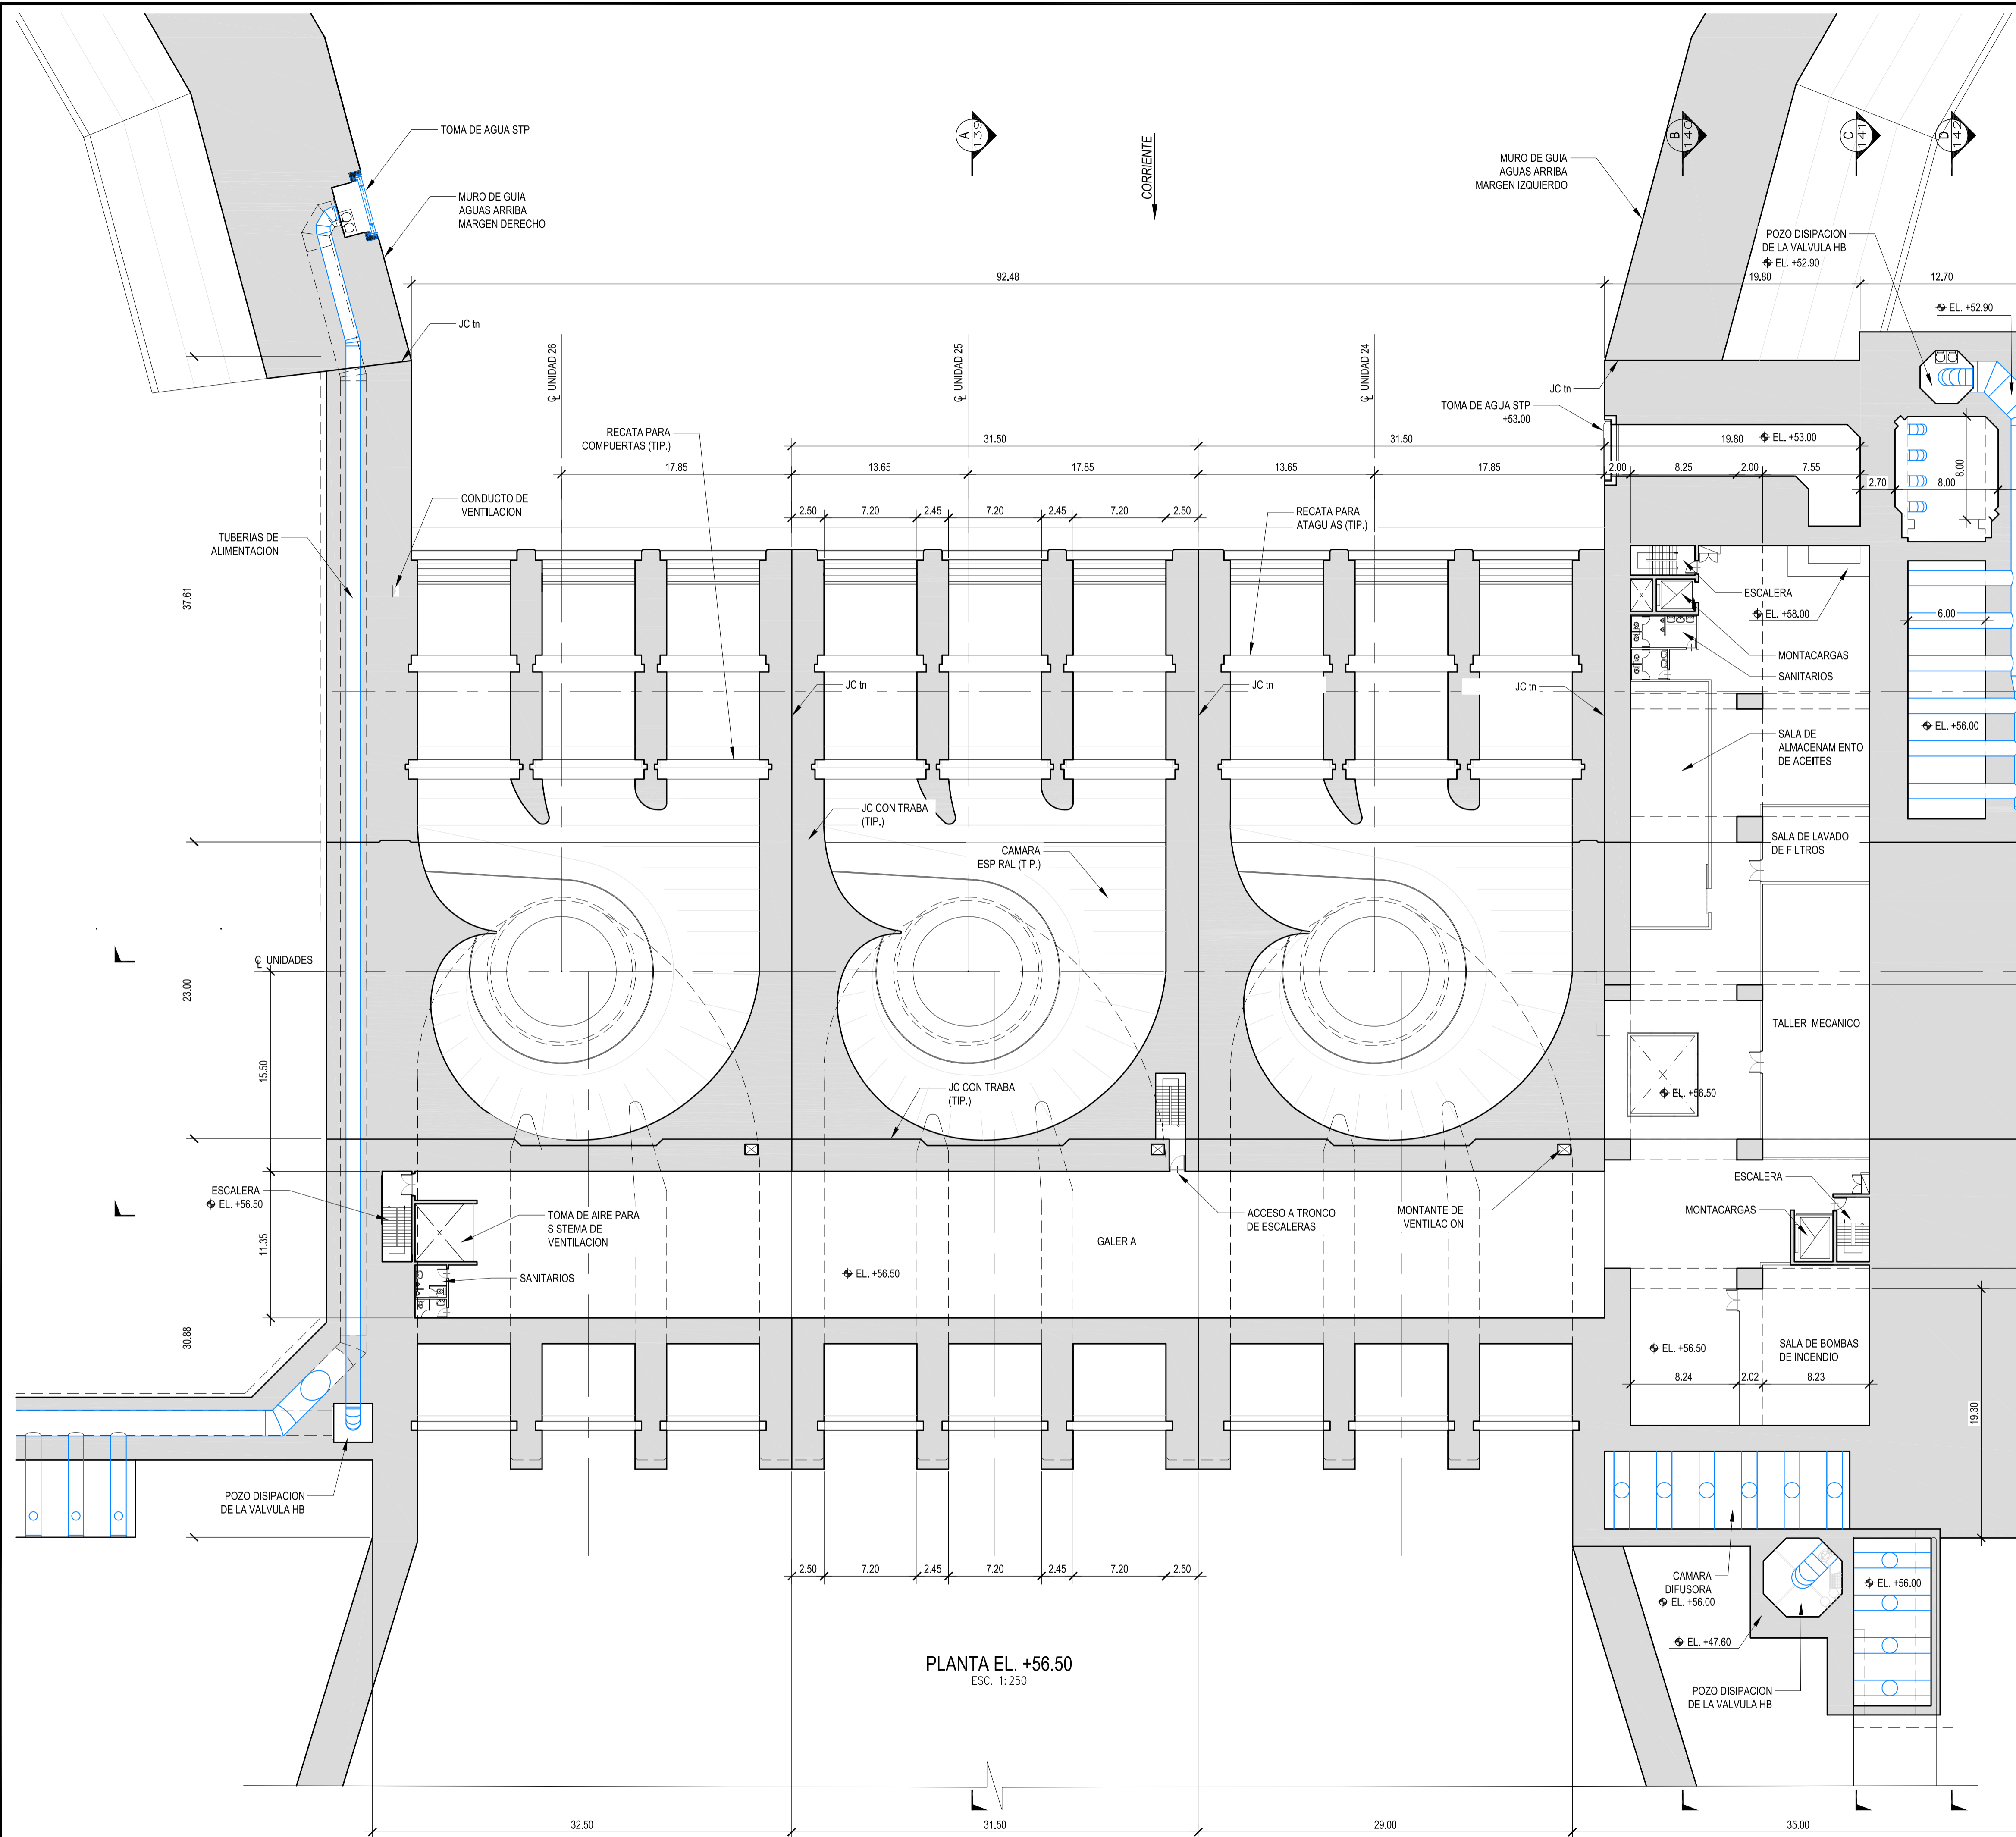 TOMA DE AGUA STP
MURO DE GUIA
AGUAS ARRIBA
MARGEN DERECHO
A
139
CORRIENTE
MURO DE GUIA
AGUAS ARRIBA
MARGEN IZQUIERDO
B
140
C
141
D
142
POZO DISIPACION
DE LA VALVULA HB
EL. +52.90
92.48
19.80
12.70
EL. +52.90
JC tn
℄ UNIDAD 26
℄ UNIDAD 25
℄ UNIDAD 24
JC tn
TOMA DE AGUA STP
+53.00
RECATA PARA
COMPUERTAS (TIP.)
31.50
31.50
19.80
EL. +53.00
17.85
13.65
17.85
13.65
17.85
2.00
8.25
2.00
7.55
2.70
8.00
8.00
CONDUCTO DE
VENTILACION
2.50
7.20
2.45
7.20
2.45
7.20
2.50
RECATA PARA
ATAGUIAS (TIP.)
TUBERIAS DE
ALIMENTACION
37.61
ESCALERA
EL. +58.00
6.00
MONTACARGAS
SANITARIOS
JC tn
JC tn
JC tn
EL. +56.00
SALA DE
ALMACENAMIENTO
DE ACEITES
JC CON TRABA
(TIP.)
SALA DE LAVADO
DE FILTROS
CAMARA
ESPIRAL (TIP.)
℄ UNIDADES
23.00
TALLER MECANICO
15.50
JC CON TRABA
(TIP.)
X
EL. +56.50
ESCALERA
EL. +56.50
TOMA DE AIRE PARA
SISTEMA DE
VENTILACION
X
ACCESO A TRONCO
DE ESCALERAS
MONTANTE DE
VENTILACION
ESCALERA
MONTACARGAS
11.35
GALERIA
SANITARIOS
EL. +56.50
30.88
EL. +56.50
SALA DE BOMBAS
DE INCENDIO
8.24
2.02
8.23
19.30
POZO DISIPACION
DE LA VALVULA HB
2.50
7.20
2.45
7.20
2.45
7.20
2.50
CAMARA
DIFUSORA
EL. +56.00
EL. +56.00
EL. +47.60
PLANTA EL. +56.50
ESC. 1:250
POZO DISIPACION
DE LA VALVULA HB
32.50
31.50
29.00
35.00